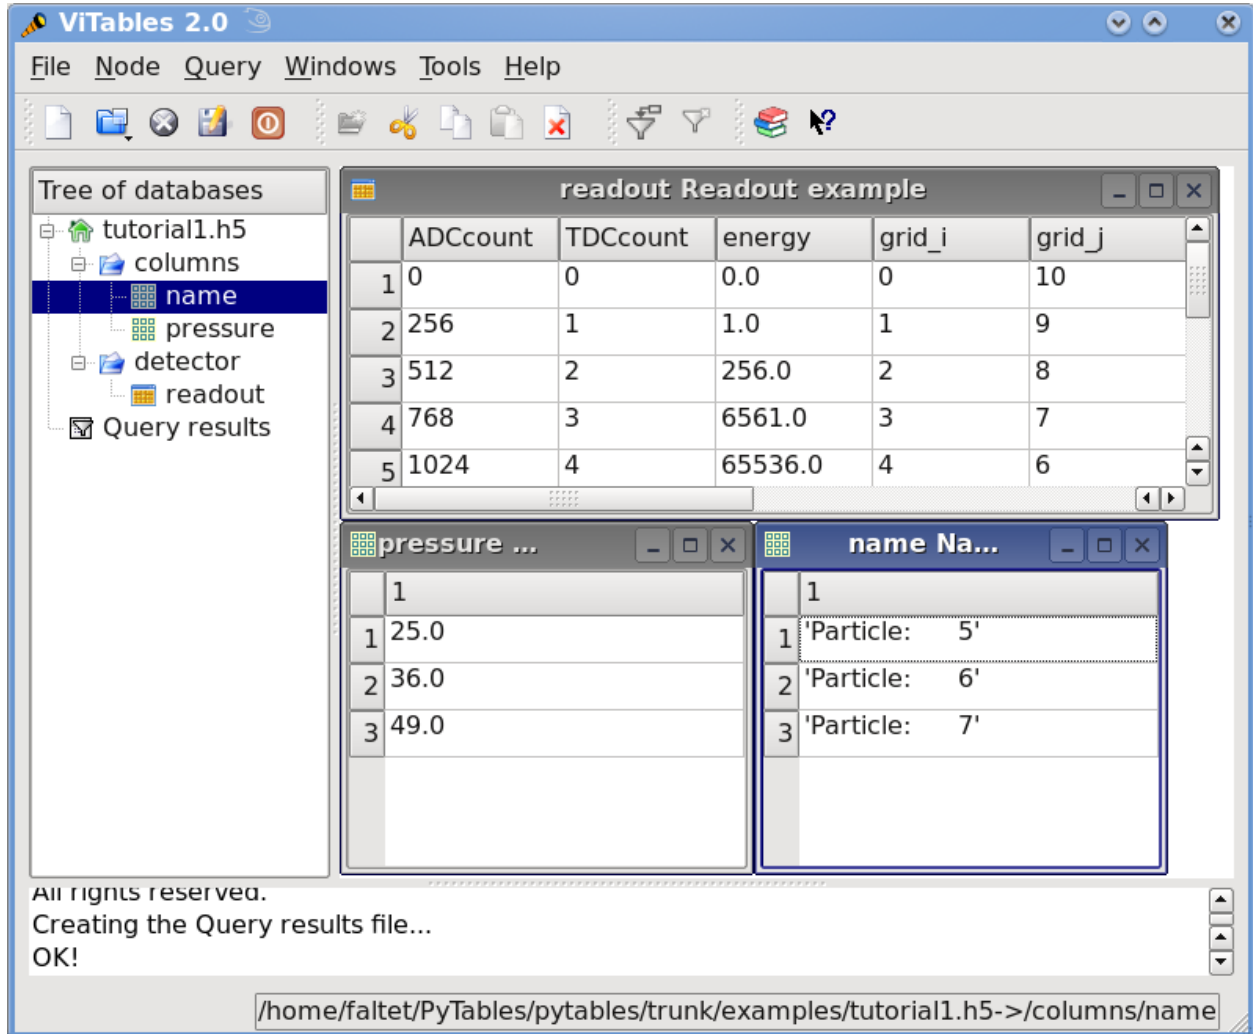 ViTables 2.0
File Node Query Windows Tools Help
Tree of databases
tutorial1.h5
columns
name
pressure
detector
readout
Query results
readout Readout example
ADCcount TDCcount energy grid_i grid_j
1 0 0 0.0 0 10
2 256 1 1.0 1 9
3 512 2 256.0 2 8
4 768 3 6561.0 3 7
5 1024 4 65536.0 4 6
pressure ...
1
1 25.0
2 36.0
3 49.0
name Na...
1
1 'Particle:      5'
2 'Particle:      6'
3 'Particle:      7'
All rights reserved.
Creating the Query results file...
OK!
/home/faltet/PyTables/pytables/trunk/examples/tutorial1.h5->/columns/name